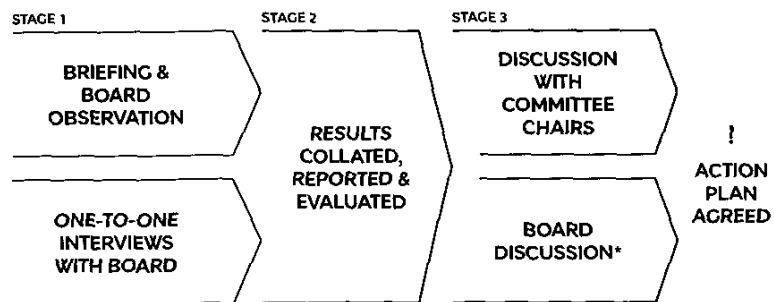 STAGE 1
BRIEFING &
BOARD
OBSERVATION
ONE-TO-ONE
INTERVIEWS
WITH BOARD
STAGE 2
RESULTS
COLLATED,
REPORTED &
EVALUATED
STAGE 3
DISCUSSION
WITH
COMMITTEE
CHAIRS
BOARD
DISCUSSION*
!
ACTION
PLAN
AGREED